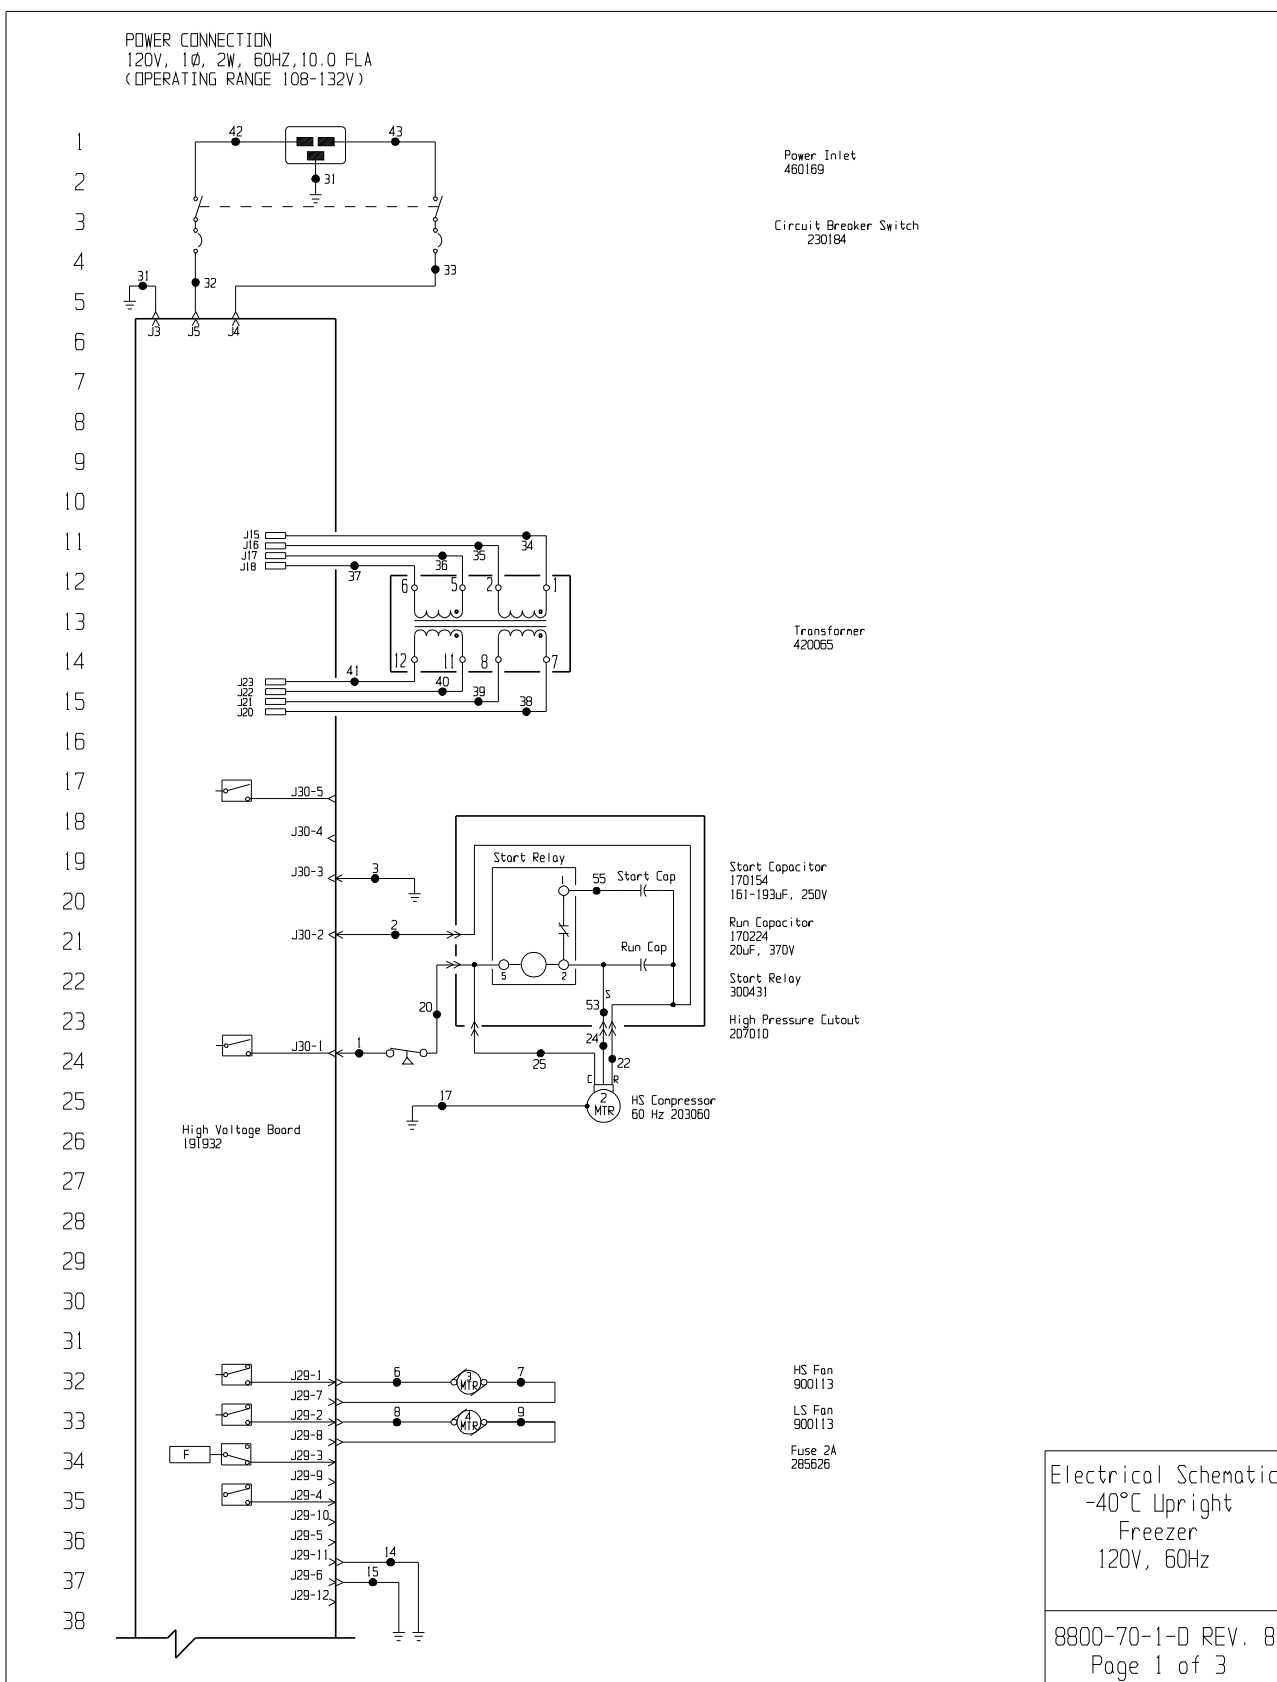 POWER CONNECTION
120V, 1Ø, 2W, 60HZ,10.0 FLA
(OPERATING RANGE 108-132V)
1
42
43
Power Inlet
460169
2
31
3
Circuit Breaker Switch
230184
4
33
31
32
5
J3
J5
J4
6
7
8
9
10
J15
34
11
J16
35
J17
36
J18
37
12
6
5
2
1
13
Transformer
420065
14
12
11
8
7
J23
41
J22
40
15
J21
39
J20
38
16
17
J30-5
18
J30-4
19
Start Relay
J30-3
3
1
55
Start Cap
Start Capacitor
170154
161-193uF, 250V
20
2
21
J30-2
Run Cap
Run Capacitor
170224
20uF, 370V
5
2
22
Start Relay
300431
S
20
53
23
High Pressure Cutout
207010
24
J30-1
1
24
25
22
C
R
25
17
2
MTR
HS Compressor
60 Hz 203060
High Voltage Board
191932
26
27
28
29
30
31
32
J29-1
6
3
MTR
7
HS Fan
900113
J29-7
33
J29-2
8
4
MTR
9
LS Fan
900113
J29-8
34
F
J29-3
Fuse 2A
285626
J29-9
35
J29-4
J29-10
36
J29-5
J29-11
14
37
J29-6
15
J29-12
38
Electrical Schematic
-40°C Upright
Freezer
120V, 60Hz
8800-70-1-D REV. 8
Page 1 of 3